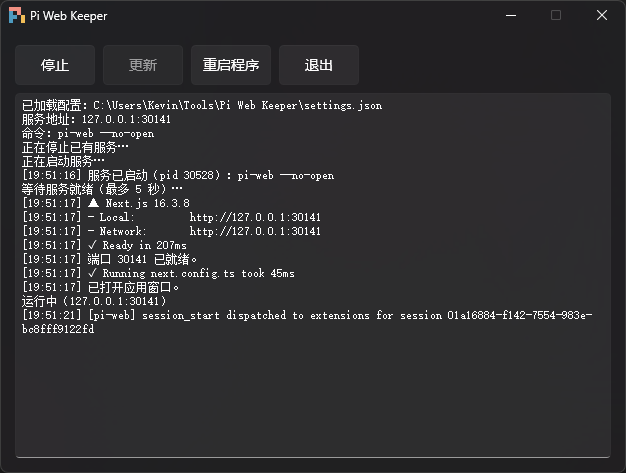 Pi Web Keeper
停止 更新 重启程序 退出
已加载配置: C:\Users\Kevin\Tools\Pi Web Keeper\settings.json
服务地址: 127.0.0.1:30141
命令: pi-web --no-open
正在停止已有服务…
正在启动服务…
[19:51:16] 服务已启动 (pid 30528) : pi-web --no-open
等待服务就绪 (最多 5 秒) …
[19:51:17] ▲ Next.js 16.3.8
[19:51:17] - Local: http://127.0.0.1:30141
[19:51:17] - Network: http://127.0.0.1:30141
[19:51:17] ✓ Ready in 207ms
[19:51:17] 端口 30141 已就绪。
[19:51:17] ✓ Running next.config.ts took 45ms
[19:51:17] 已打开应用窗口。
运行中 (127.0.0.1:30141)
[19:51:21] [pi-web] session_start dispatched to extensions for session 01a16884-f142-7554-983e-
bc8fff9122fd